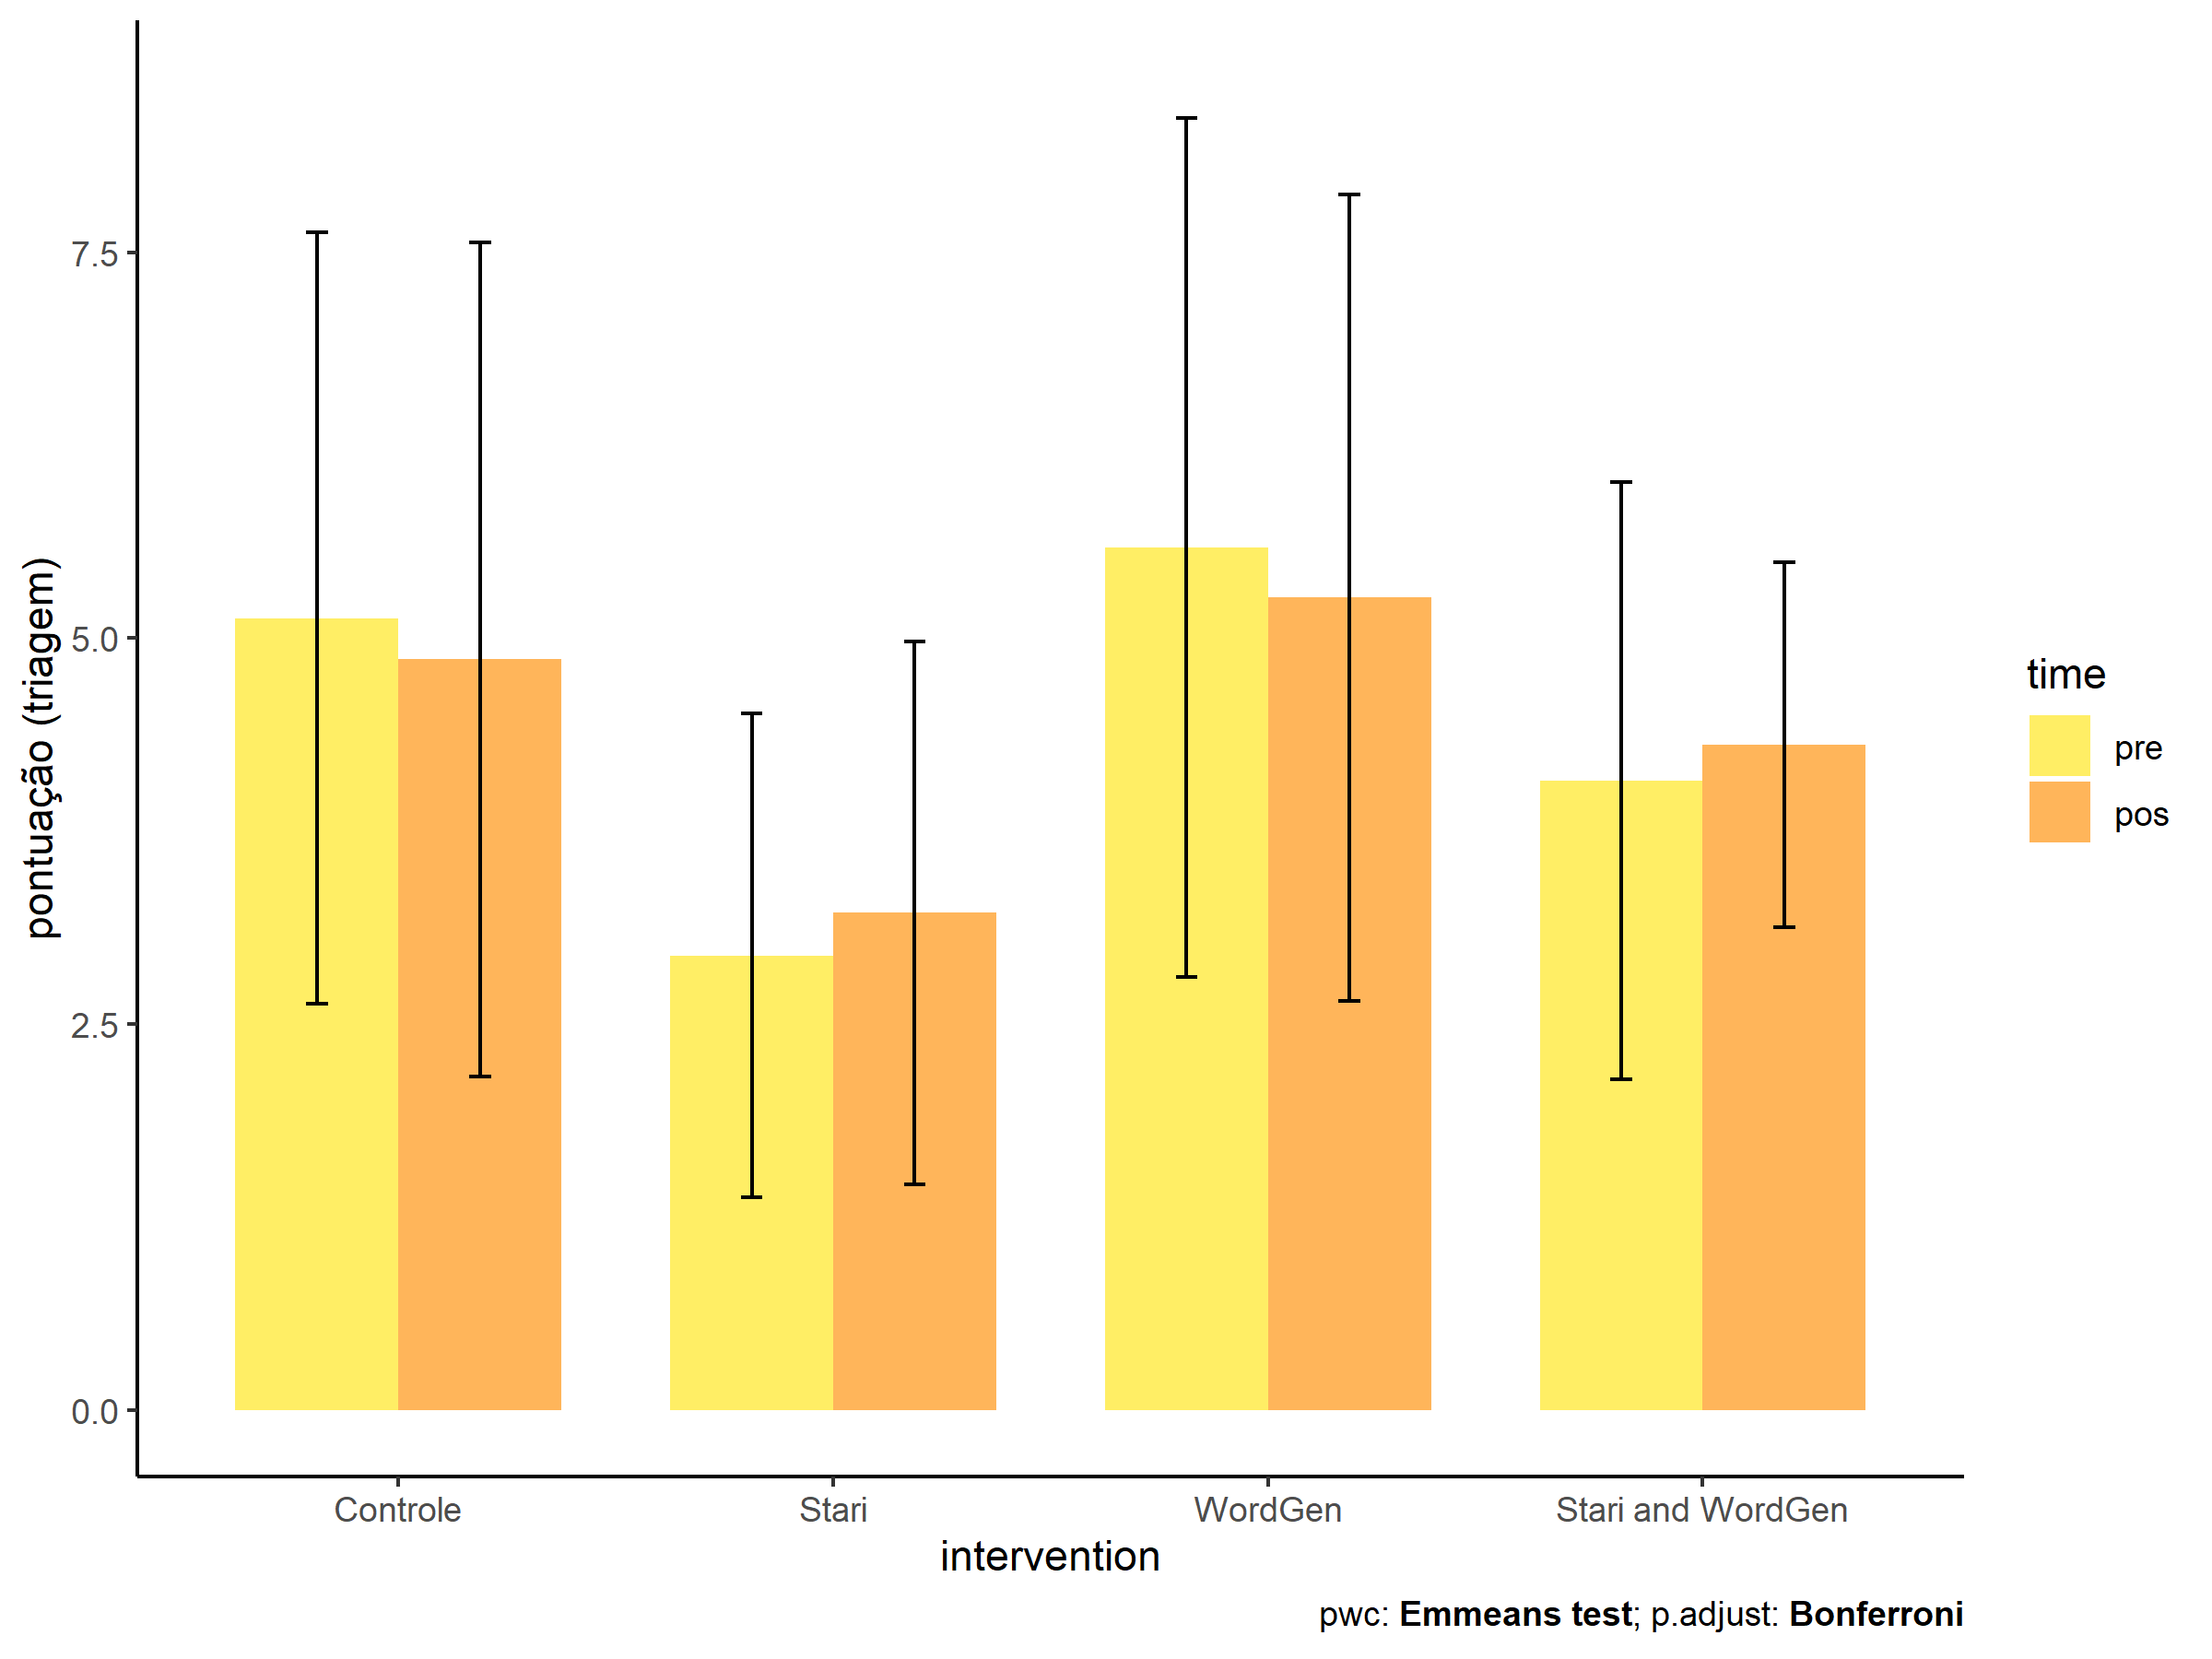 pontuação (triagem)
7.5
5.0
2.5
0.0
Controle
Stari
WordGen
Stari and WordGen
intervention
time
pre
pos
pwc: Emmeans test; p.adjust: Bonferroni